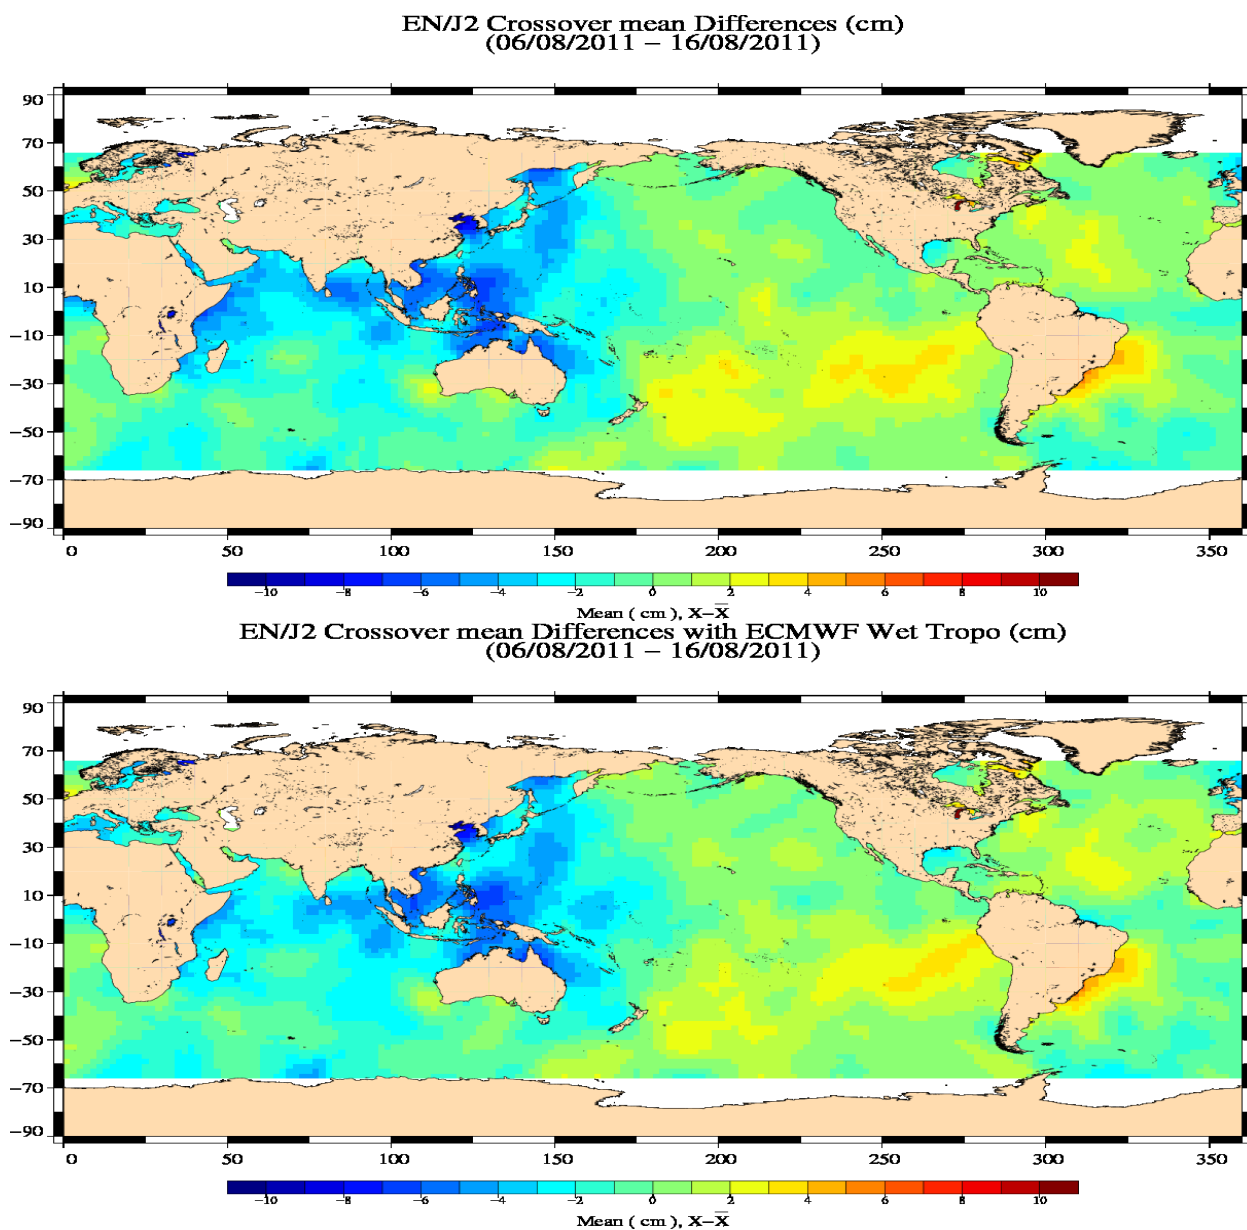 EN/J2 Crossover mean Differences (cm)
(06/08/2011 − 16/08/2011)
90
70
50
30
10
−10
−30
−50
−70
−90
0 50 100 150 200 250 300 350
−10 −8 −6 −4 −2 0 2 4 6 8 10
Mean ( cm ), X−X̅
EN/J2 Crossover mean Differences with ECMWF Wet Tropo (cm)
(06/08/2011 − 16/08/2011)
90
70
50
30
10
−10
−30
−50
−70
−90
0 50 100 150 200 250 300 350
−10 −8 −6 −4 −2 0 2 4 6 8 10
Mean ( cm ), X−X̅